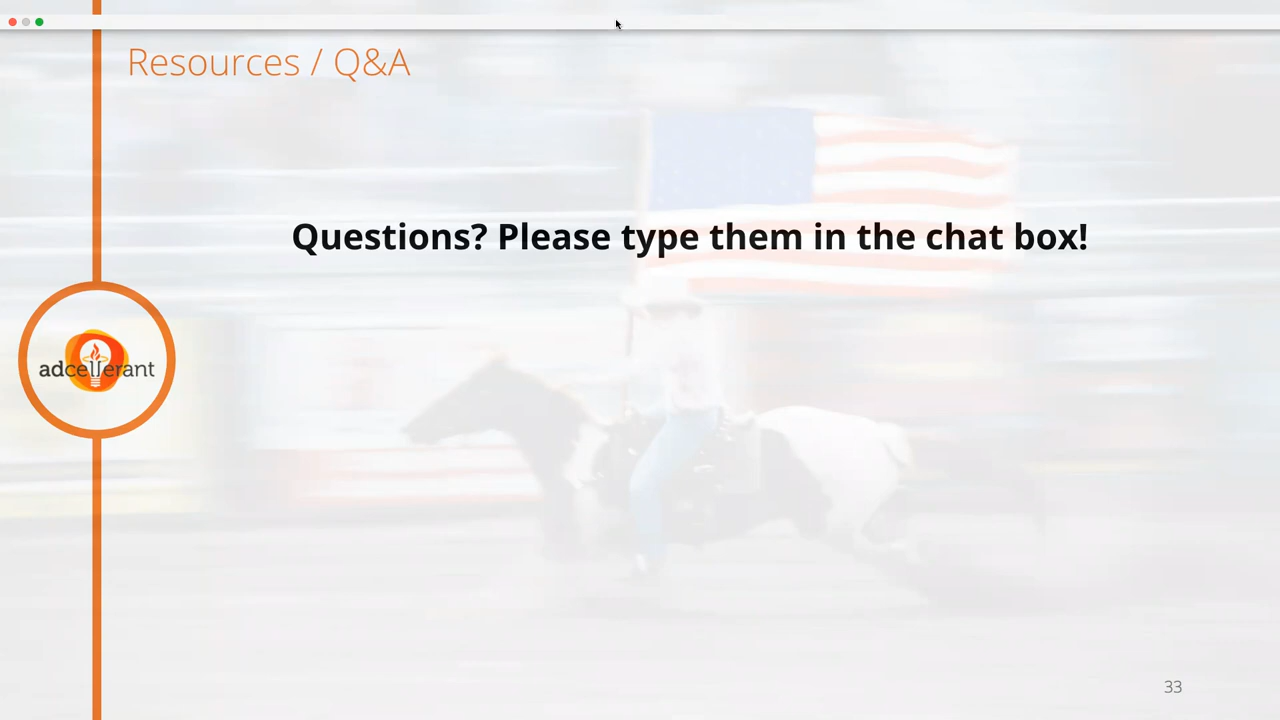 Resources / Q&A
Questions? Please type them in the chat box!
adcellerant
33